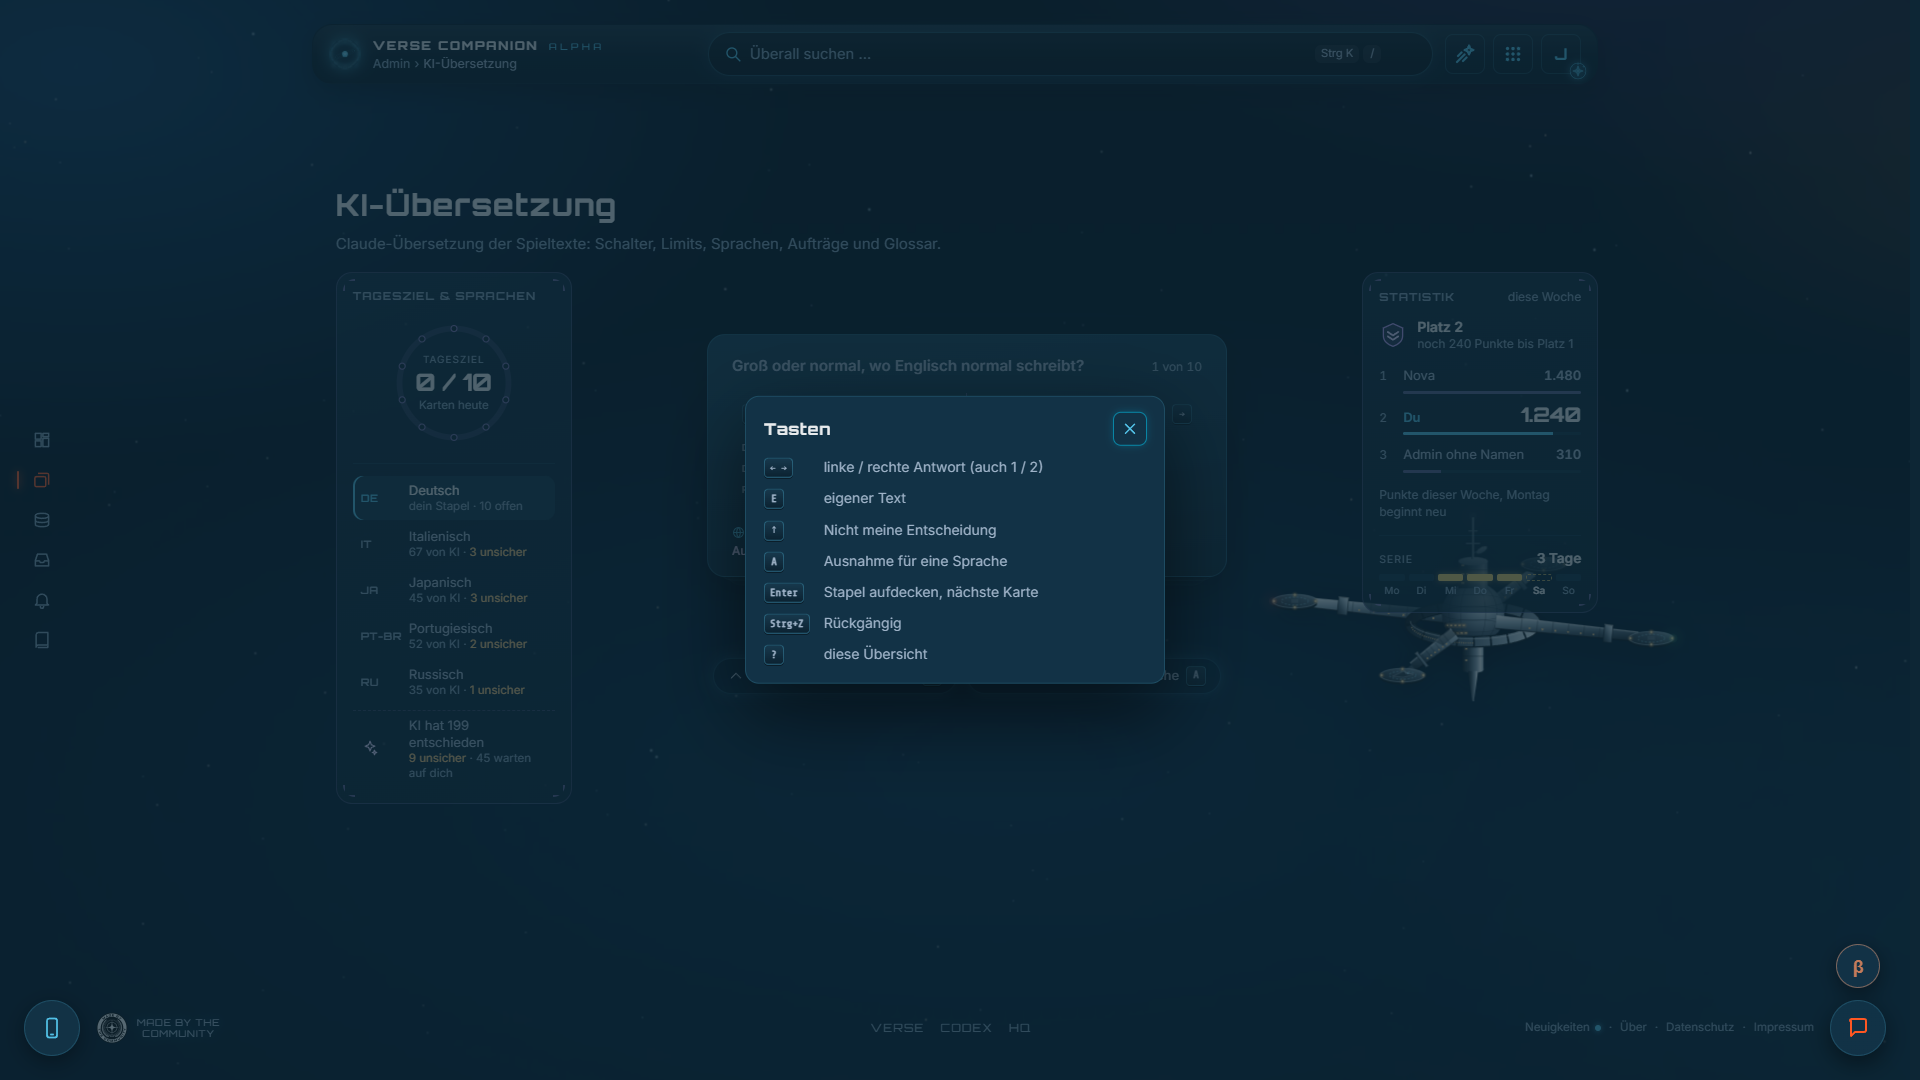 VERSE COMPANION ALPHA
Admin › KI-Übersetzung
Überall suchen ...
Strg K /
KI-Übersetzung
Claude-Übersetzung der Spieltexte: Schalter, Limits, Sprachen, Aufträge und Glossar.
TAGESZIEL & SPRACHEN
TAGESZIEL
0 / 10
Karten heute
DE Deutsch
dein Stapel · 10 offen
IT Italienisch
67 von KI · 3 unsicher
JA Japanisch
45 von KI · 3 unsicher
PT-BR Portugiesisch
52 von KI · 2 unsicher
RU Russisch
35 von KI · 1 unsicher
KI hat 199
entschieden
9 unsicher · 45 warten
auf dich
Groß oder normal, wo Englisch normal schreibt?
1 von 10
Tasten
← → linke / rechte Antwort (auch 1 / 2)
E eigener Text
↑ Nicht meine Entscheidung
A Ausnahme für eine Sprache
Enter Stapel aufdecken, nächste Karte
Strg+Z Rückgängig
? diese Übersicht
A
STATISTIK diese Woche
Platz 2
noch 240 Punkte bis Platz 1
1 Nova 1.480
2 Du 1.240
3 Admin ohne Namen 310
Punkte dieser Woche, Montag
beginnt neu
SERIE 3 Tage
Mo Di Mi Do Fr Sa So
β
MADE BY THE
COMMUNITY
VERSE CODEX HQ
Neuigkeiten · Über · Datenschutz · Impressum